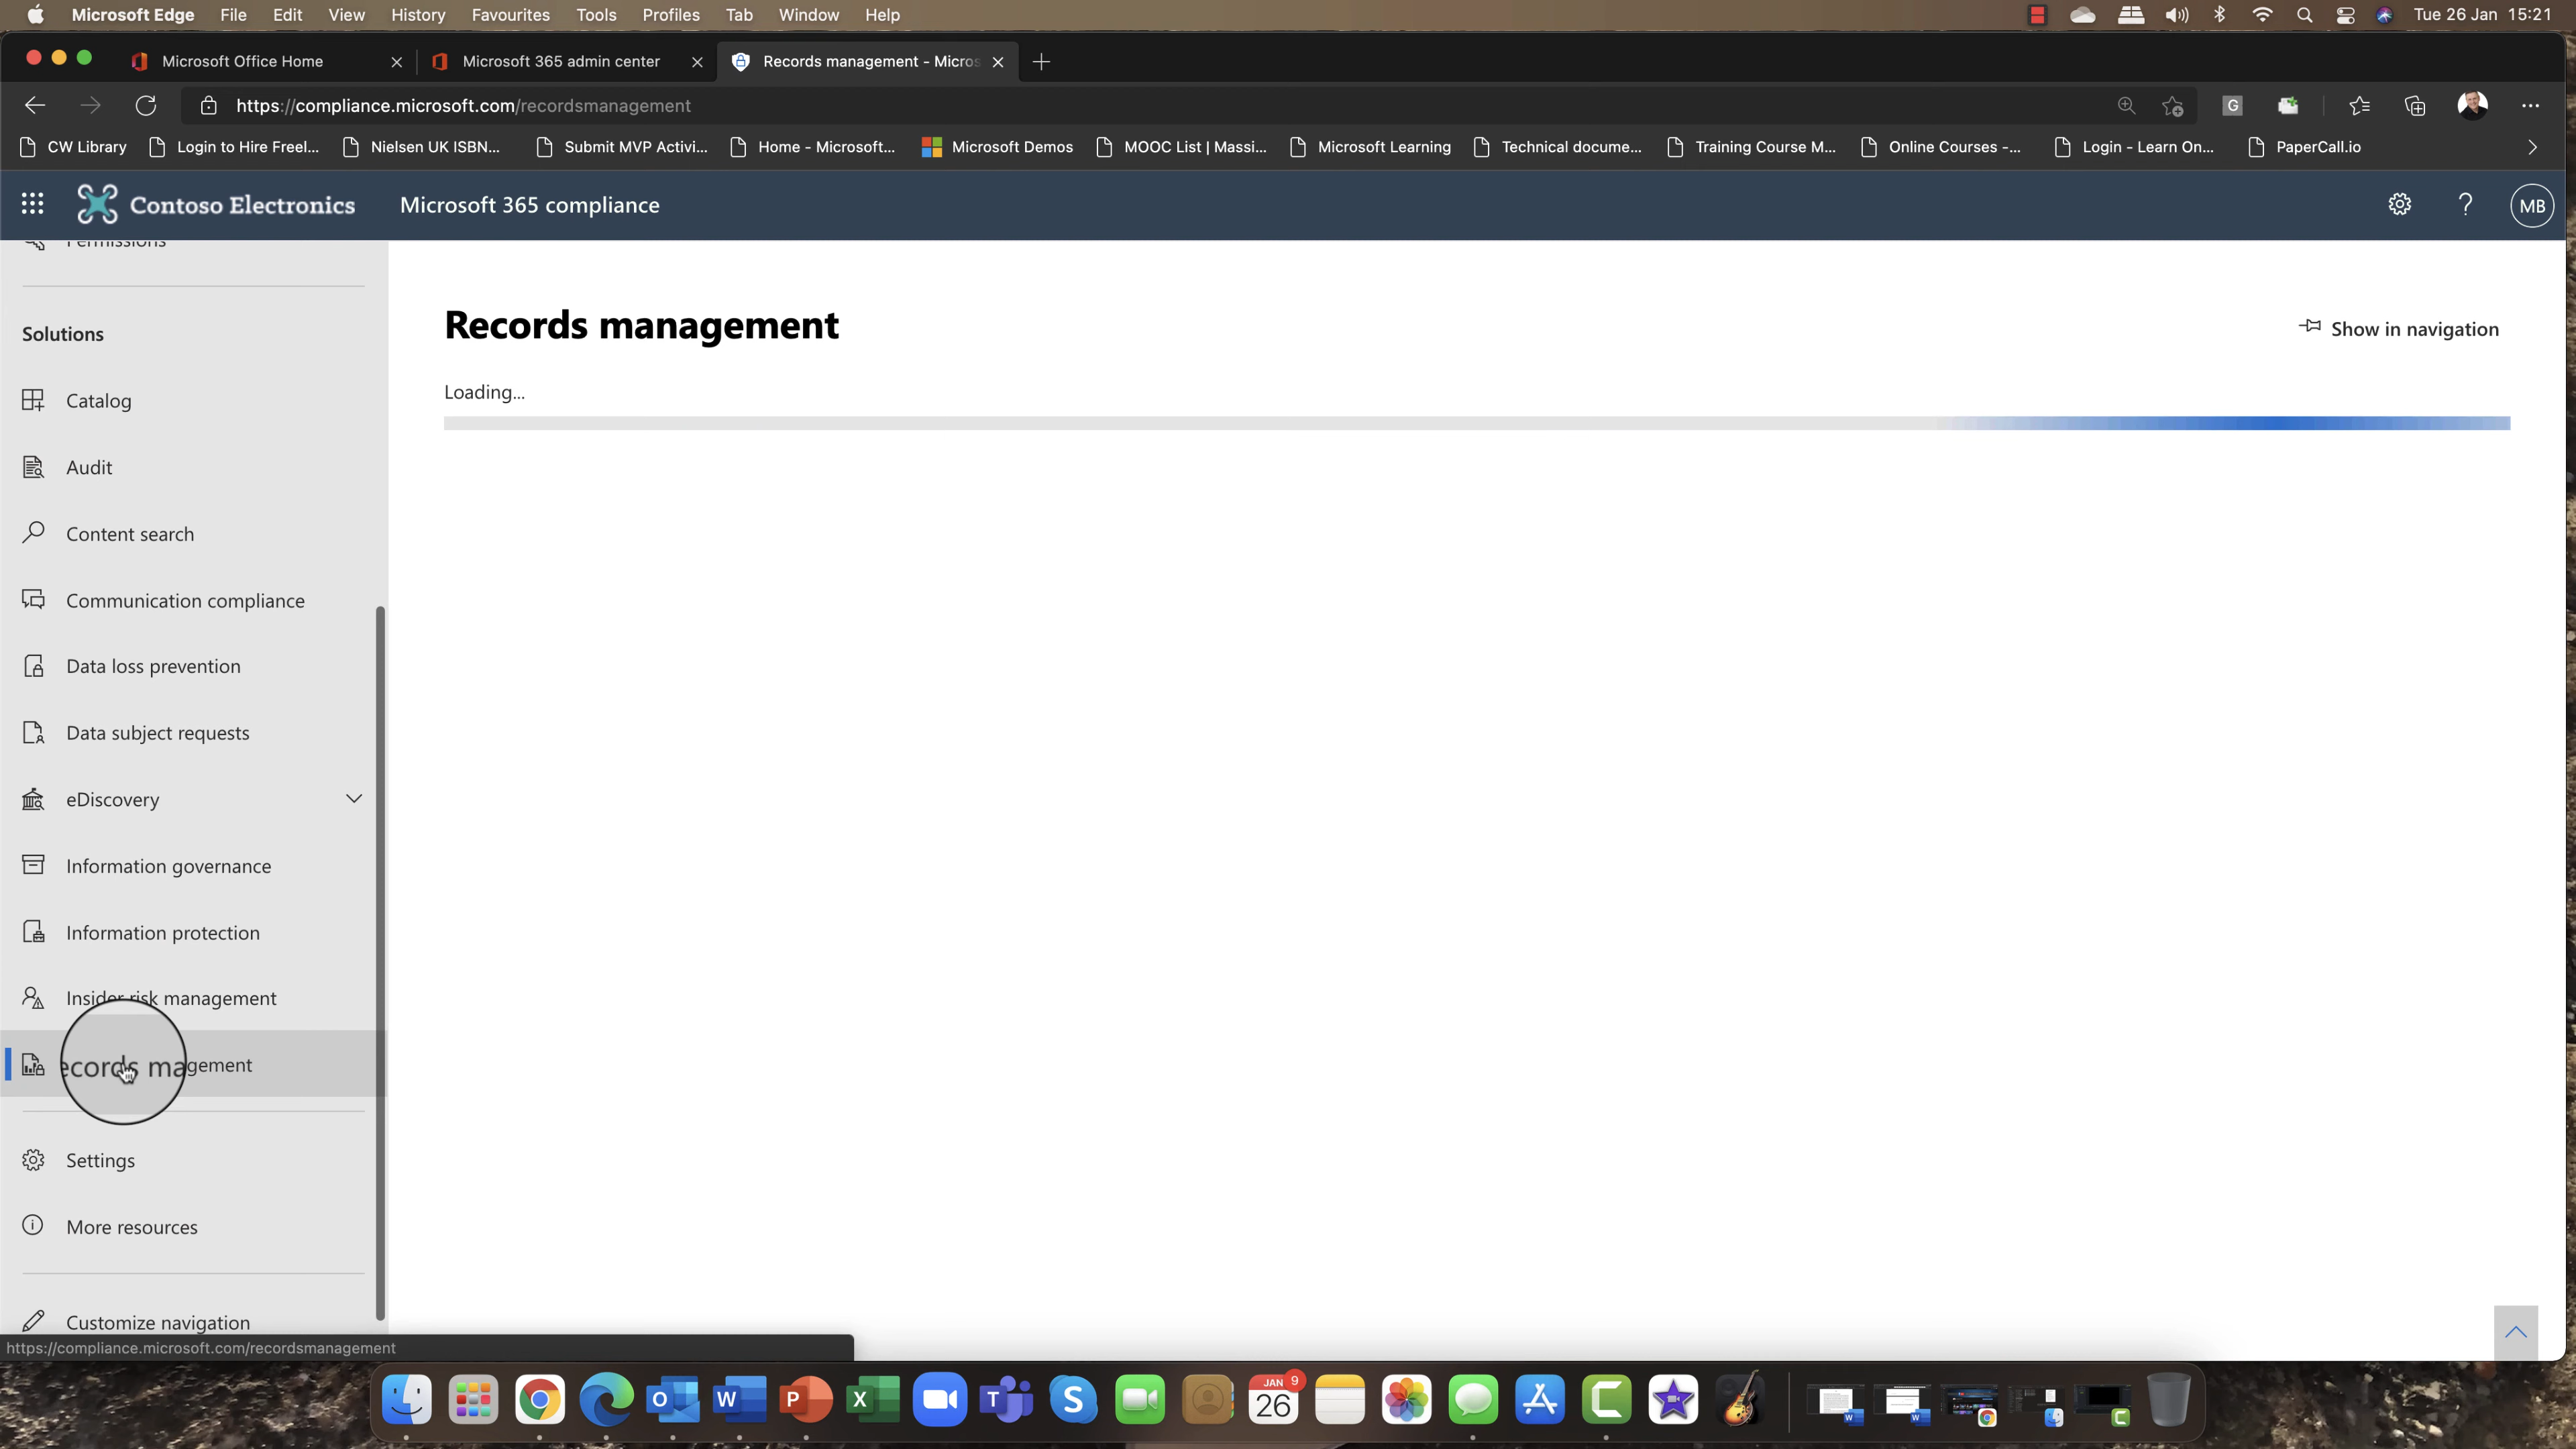 Microsoft Edge File Edit View History Favourites Tools Profiles Tab Window Help Tue 26 Jan 15:21
Microsoft Office Home Microsoft 365 admin center Records management - Micros
https://compliance.microsoft.com/recordsmanagement G
CW Library Login to Hire Freel... Nielsen UK ISBN... Submit MVP Activi... Home - Microsoft... Microsoft Demos MOOC List | Massi... Microsoft Learning Technical docume... Training Course M... Online Courses -... Login - Learn On... PaperCall.io
Contoso Electronics Microsoft 365 compliance ? MB
Permissions
Solutions
Records management
Show in navigation
Loading...
Catalog
Audit
Content search
Communication compliance
Data loss prevention
Data subject requests
eDiscovery
Information governance
Information protection
Insider risk management
ecords management
Settings
More resources
Customize navigation
https://compliance.microsoft.com/recordsmanagement
O W P X T S JAN 9 26 C W W C